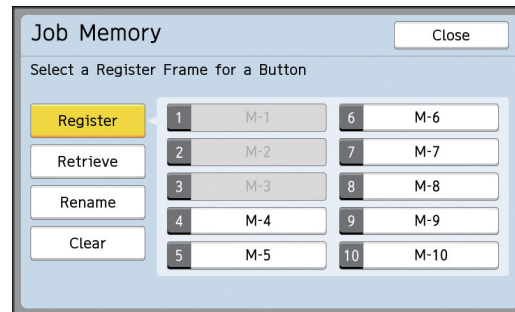 Job Memory
Close
Select a Register Frame for a Button
Register
1 M-1
6 M-6
Retrieve
2 M-2
7 M-7
Rename
3 M-3
8 M-8
Clear
4 M-4
9 M-9
5 M-5
10 M-10